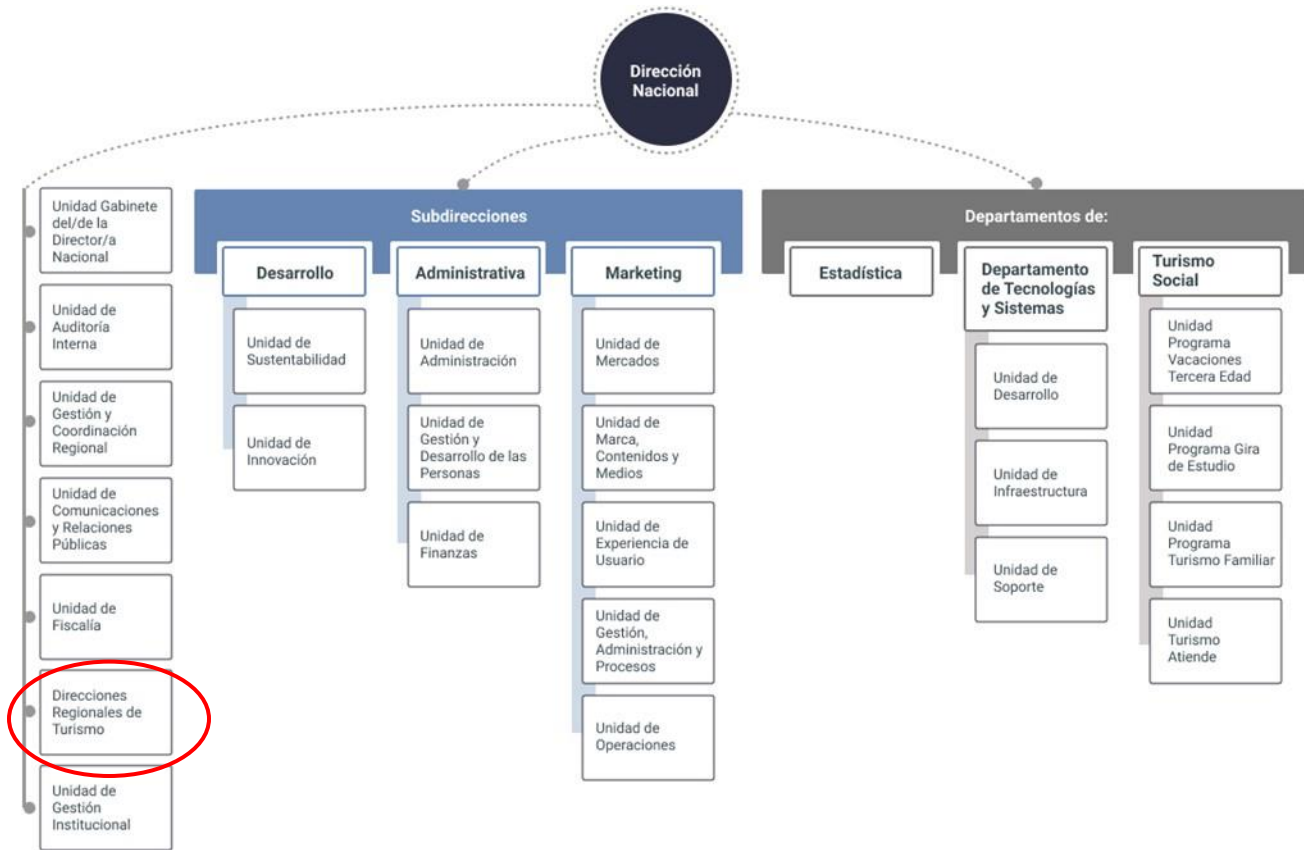 Dirección
Nacional
Unidad Gabinete
del/de la
Director/a
Nacional
Unidad de
Auditoría
Interna
Unidad de
Gestión y
Coordinación
Regional
Unidad de
Comunicaciones
y Relaciones
Públicas
Unidad de
Fiscalía
Direcciones
Regionales de
Turismo
Unidad de
Gestión
Institucional
Subdirecciones
Desarrollo
Unidad de
Sustentabilidad
Unidad de
Innovación
Administrativa
Unidad de
Administración
Unidad de
Gestión y
Desarrollo de las
Personas
Unidad de
Finanzas
Marketing
Unidad de
Mercados
Unidad de
Marca,
Contenidos y
Medios
Unidad de
Experiencia de
Usuario
Unidad de
Gestión,
Administración y
Procesos
Unidad de
Operaciones
Departamentos de:
Estadística
Departamento
de Tecnologías
y Sistemas
Unidad de
Desarrollo
Unidad de
Infraestructura
Unidad de
Soporte
Turismo
Social
Unidad
Programa
Vacaciones
Tercera Edad
Unidad
Programa Gira
de Estudio
Unidad
Programa
Turismo Familiar
Unidad
Turismo
Atiende